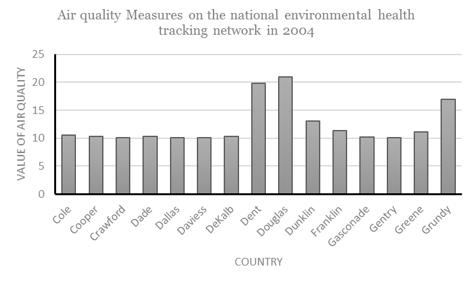 Air quality Measures on the national environmental health
tracking network in 2004
VALUE OF AIR QUALITY
25
20
15
10
5
0
Cole
Cooper
Crawford
Dade
Dallas
Daviess
DeKalb
Dent
Douglas
Dunklin
Franklin
Gasconade
Gentry
Greene
Grundy
COUNTRY